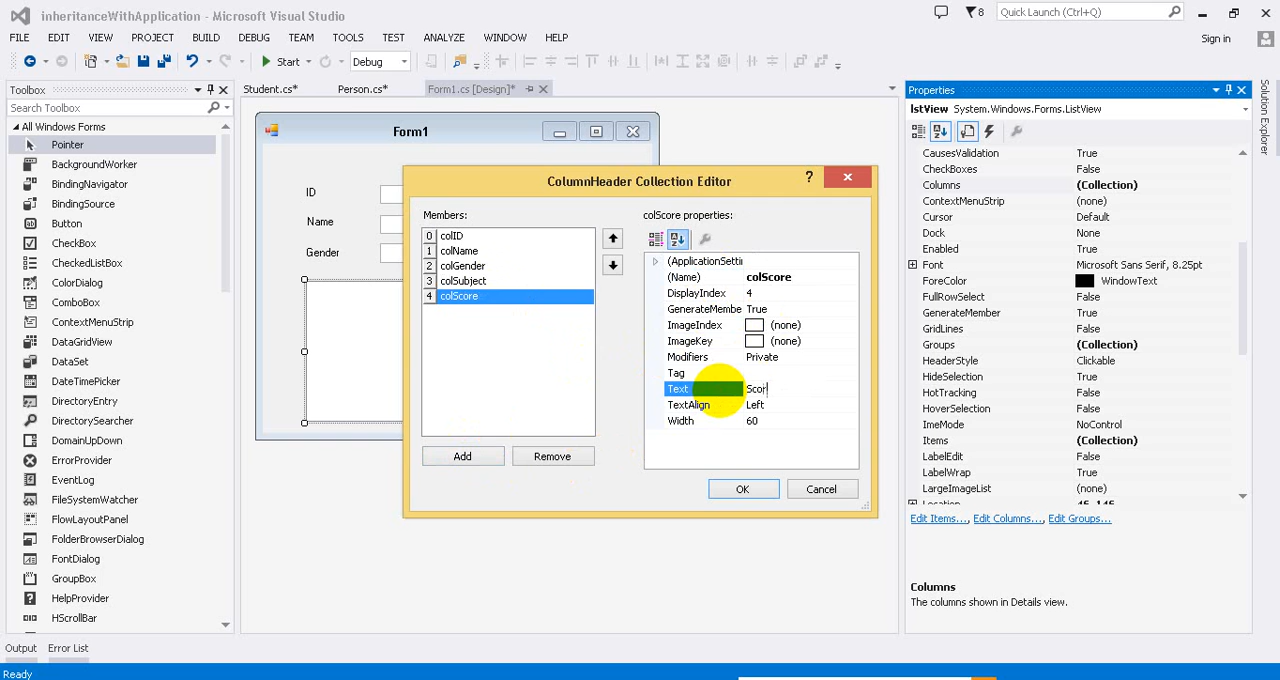 inheritanceWithApplication - Microsoft Visual Studio
8
Quick Launch (Ctrl+Q)
FILE EDIT VIEW PROJECT BUILD DEBUG TEAM TOOLS TEST ANALYZE WINDOW HELP
Sign in
Start
Debug
Toolbox
Search Toolbox
All Windows Forms
Pointer
BackgroundWorker
BindingNavigator
BindingSource
Button
CheckBox
CheckedListBox
ColorDialog
ComboBox
ContextMenuStrip
DataGridView
DataSet
DateTimePicker
DirectoryEntry
DirectorySearcher
DomainUpDown
ErrorProvider
EventLog
FileSystemWatcher
FlowLayoutPanel
FolderBrowserDialog
FontDialog
GroupBox
HelpProvider
HScrollBar
Output Error List
Ready
Student.cs* Person.cs* Form1.cs [Design]*
Form1
ID
Name
Gender
ColumnHeader Collection Editor
?
Members:
0 colID
1 colName
2 colGender
3 colSubject
4 colScore
Add Remove
colScore properties:
(ApplicationSettin
(Name) colScore
DisplayIndex 4
GenerateMembe True
ImageIndex (none)
ImageKey (none)
Modifiers Private
Tag
Text Scor
TextAlign Left
Width 60
OK Cancel
Properties
lstView System.Windows.Forms.ListView
CausesValidation True
CheckBoxes False
Columns (Collection)
ContextMenuStrip (none)
Cursor Default
Dock None
Enabled True
Font Microsoft Sans Serif, 8.25pt
ForeColor WindowText
FullRowSelect False
GenerateMember True
GridLines False
Groups (Collection)
HeaderStyle Clickable
HideSelection True
HotTracking False
HoverSelection False
ImeMode NoControl
Items (Collection)
LabelEdit False
LabelWrap True
LargeImageList (none)
Location 46, 146
Edit Items..., Edit Columns..., Edit Groups...
Columns
The columns shown in Details view.
Solution Explorer